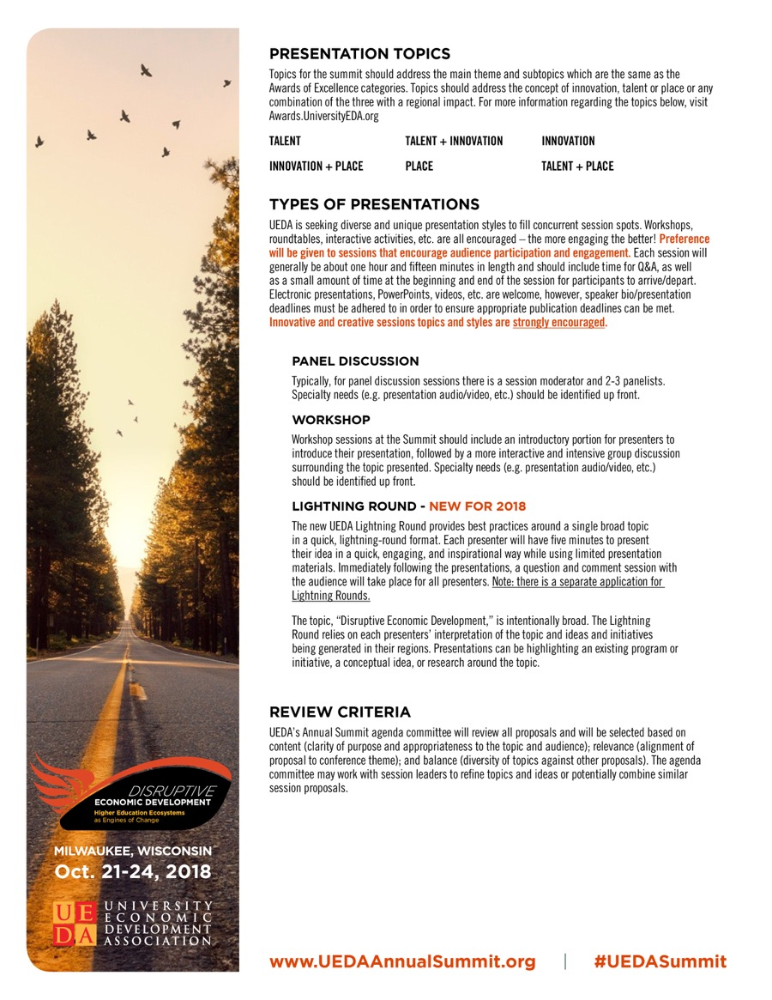 PRESENTATION TOPICS
Topics for the summit should address the main theme and subtopics which are the same as the
Awards of Excellence categories. Topics should address the concept of innovation, talent or place or any
combination of the three with a regional impact. For more information regarding the topics below, visit
Awards.UniversityEDA.org
TALENT TALENT + INNOVATION INNOVATION
INNOVATION + PLACE PLACE TALENT + PLACE
TYPES OF PRESENTATIONS
UEDA is seeking diverse and unique presentation styles to fill concurrent session spots. Workshops,
roundtables, interactive activities, etc. are all encouraged – the more engaging the better! Preference
will be given to sessions that encourage audience participation and engagement. Each session will
generally be about one hour and fifteen minutes in length and should include time for Q&A, as well
as a small amount of time at the beginning and end of the session for participants to arrive/depart.
Electronic presentations, PowerPoints, videos, etc. are welcome, however, speaker bio/presentation
deadlines must be adhered to in order to ensure appropriate publication deadlines can be met.
Innovative and creative sessions topics and styles are strongly encouraged.
PANEL DISCUSSION
Typically, for panel discussion sessions there is a session moderator and 2-3 panelists.
Specialty needs (e.g. presentation audio/video, etc.) should be identified up front.
WORKSHOP
Workshop sessions at the Summit should include an introductory portion for presenters to
introduce their presentation, followed by a more interactive and intensive group discussion
surrounding the topic presented. Specialty needs (e.g. presentation audio/video, etc.)
should be identified up front.
LIGHTNING ROUND - NEW FOR 2018
The new UEDA Lightning Round provides best practices around a single broad topic
in a quick, lightning-round format. Each presenter will have five minutes to present
their idea in a quick, engaging, and inspirational way while using limited presentation
materials. Immediately following the presentations, a question and comment session with
the audience will take place for all presenters. Note: there is a separate application for
Lightning Rounds.
The topic, “Disruptive Economic Development,” is intentionally broad. The Lightning
Round relies on each presenters’ interpretation of the topic and ideas and initiatives
being generated in their regions. Presentations can be highlighting an existing program or
initiative, a conceptual idea, or research around the topic.
REVIEW CRITERIA
UEDA’s Annual Summit agenda committee will review all proposals and will be selected based on
content (clarity of purpose and appropriateness to the topic and audience); relevance (alignment of
proposal to conference theme); and balance (diversity of topics against other proposals). The agenda
committee may work with session leaders to refine topics and ideas or potentially combine similar
session proposals.
DISRUPTIVE
ECONOMIC DEVELOPMENT
Higher Education Ecosystems
as Engines of Change
MILWAUKEE, WISCONSIN
Oct. 21-24, 2018
UE
DA
UNIVERSITY
ECONOMIC
DEVELOPMENT
ASSOCIATION
www.UEDAAnnualSummit.org | #UEDASummit